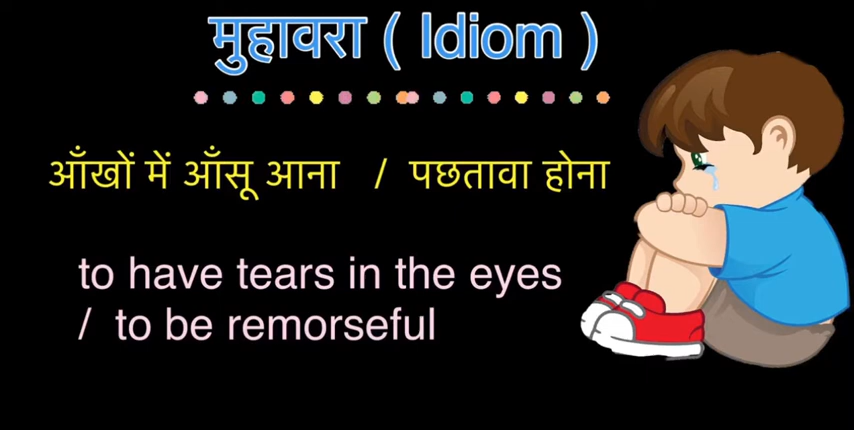 मुहावरा ( Idiom )
आँखों में आँसू आना / पछतावा होना
to have tears in the eyes
/ to be remorseful